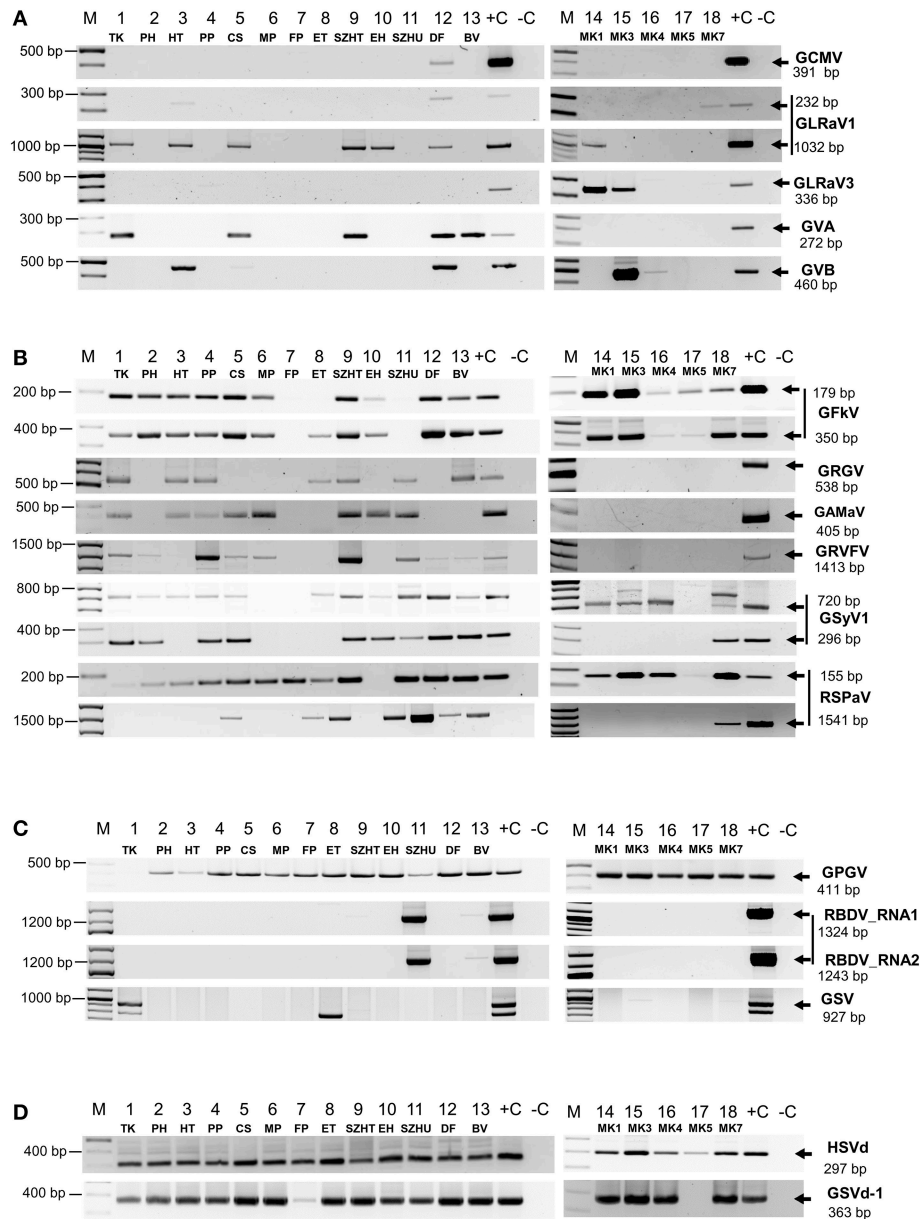 A
M 1 2 3 4 5 6 7 8 9 10 11 12 13 +C -C M 14 15 16 17 18 +C -C
TK PH HT PP CS MP FP ET SZHT EH SZHU DF BV MK1 MK3 MK4 MK5 MK7
500 bp GCMV
391 bp
300 bp 232 bp
GLRaV1
1000 bp 1032 bp
500 bp GLRaV3
336 bp
300 bp GVA
272 bp
500 bp GVB
460 bp
B
M 1 2 3 4 5 6 7 8 9 10 11 12 13 +C -C M 14 15 16 17 18 +C -C
TK PH HT PP CS MP FP ET SZHT EH SZHU DF BV MK1 MK3 MK4 MK5 MK7
200 bp 179 bp
GFkV
400 bp 350 bp
500 bp GRGV
538 bp
500 bp GAMaV
405 bp
1500 bp GRVFV
1413 bp
800 bp 720 bp
GSyV1
400 bp 296 bp
200 bp 155 bp
RSPaV
1500 bp 1541 bp
C
M 1 2 3 4 5 6 7 8 9 10 11 12 13 +C -C M 14 15 16 17 18 +C -C
TK PH HT PP CS MP FP ET SZHT EH SZHU DF BV MK1 MK3 MK4 MK5 MK7
500 bp GPGV
411 bp
1200 bp RBDV_RNA1
1324 bp
1200 bp RBDV_RNA2
1243 bp
1000 bp GSV
927 bp
D
M 1 2 3 4 5 6 7 8 9 10 11 12 13 +C -C M 14 15 16 17 18 +C -C
TK PH HT PP CS MP FP ET SZHT EH SZHU DF BV MK1 MK3 MK4 MK5 MK7
400 bp HSVd
297 bp
400 bp GSVd-1
363 bp